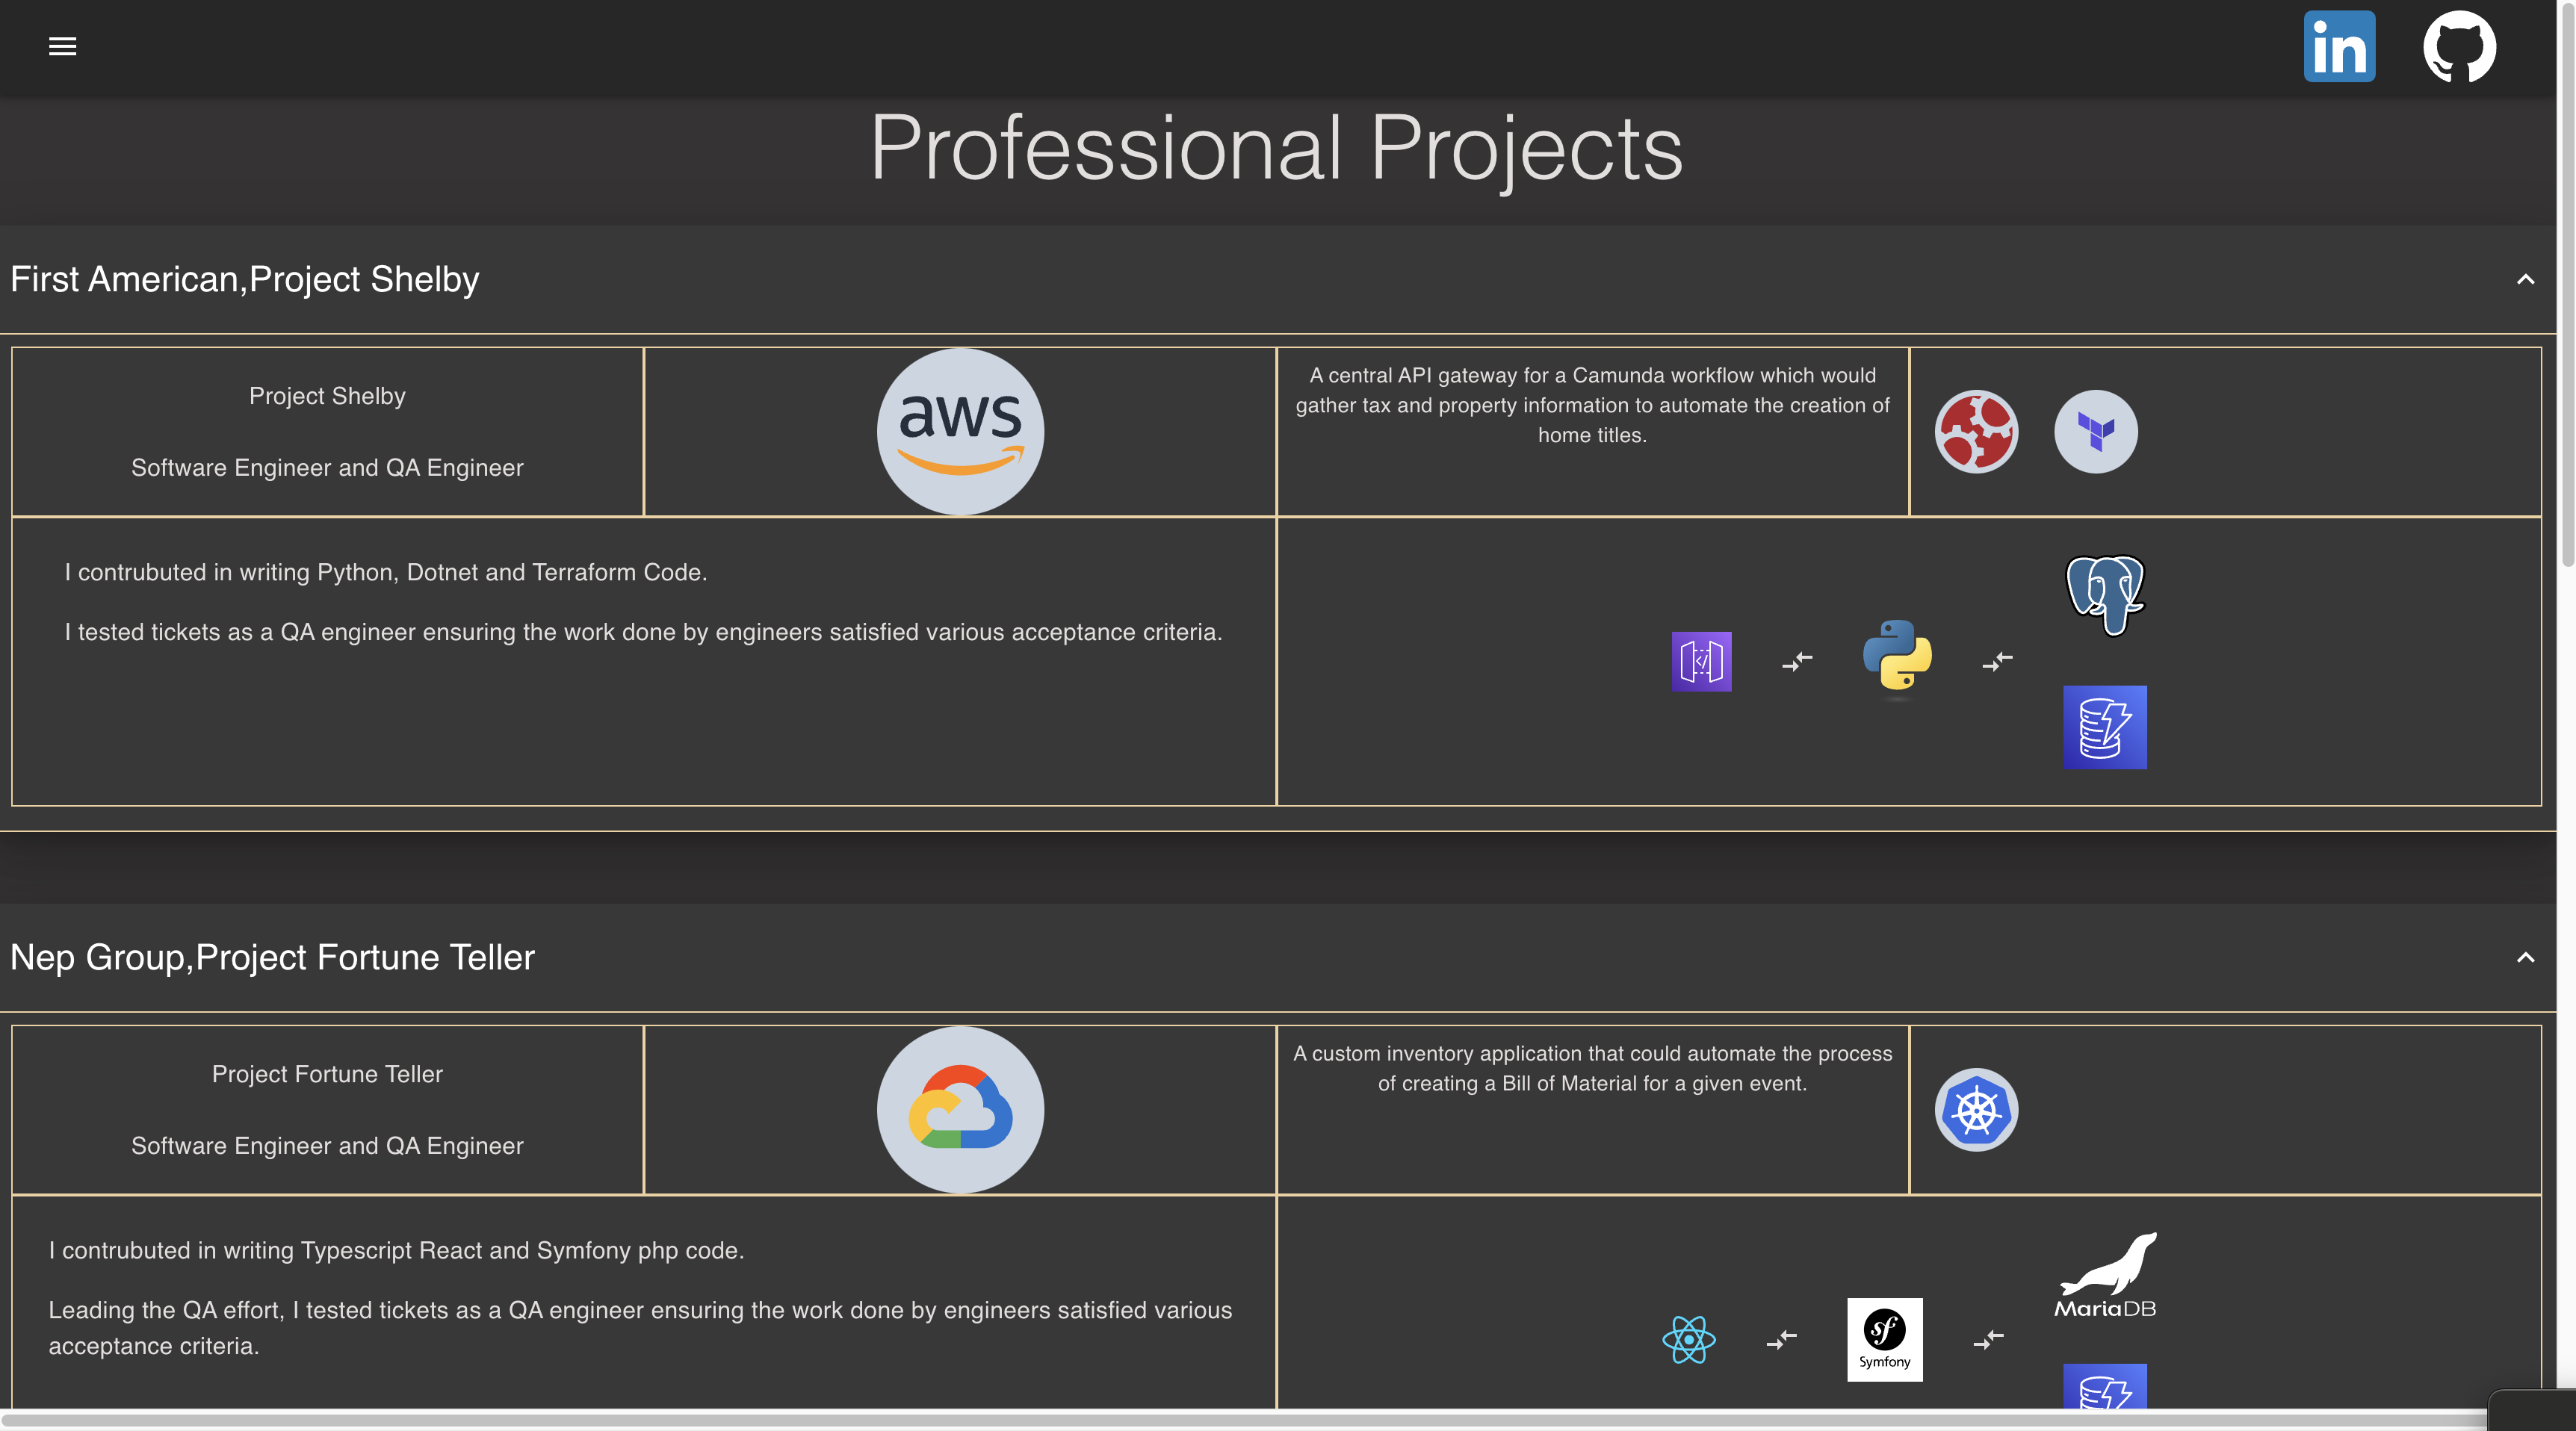 in
Professional Projects
First American,Project Shelby
Project Shelby
Software Engineer and QA Engineer
aws
A central API gateway for a Camunda workflow which would
gather tax and property information to automate the creation of
home titles.
I contrubuted in writing Python, Dotnet and Terraform Code.
I tested tickets as a QA engineer ensuring the work done by engineers satisfied various acceptance criteria.
</>
Nep Group,Project Fortune Teller
Project Fortune Teller
Software Engineer and QA Engineer
A custom inventory application that could automate the process
of creating a Bill of Material for a given event.
I contrubuted in writing Typescript React and Symfony php code.
Leading the QA effort, I tested tickets as a QA engineer ensuring the work done by engineers satisfied various
acceptance criteria.
MariaDB
sf
Symfony